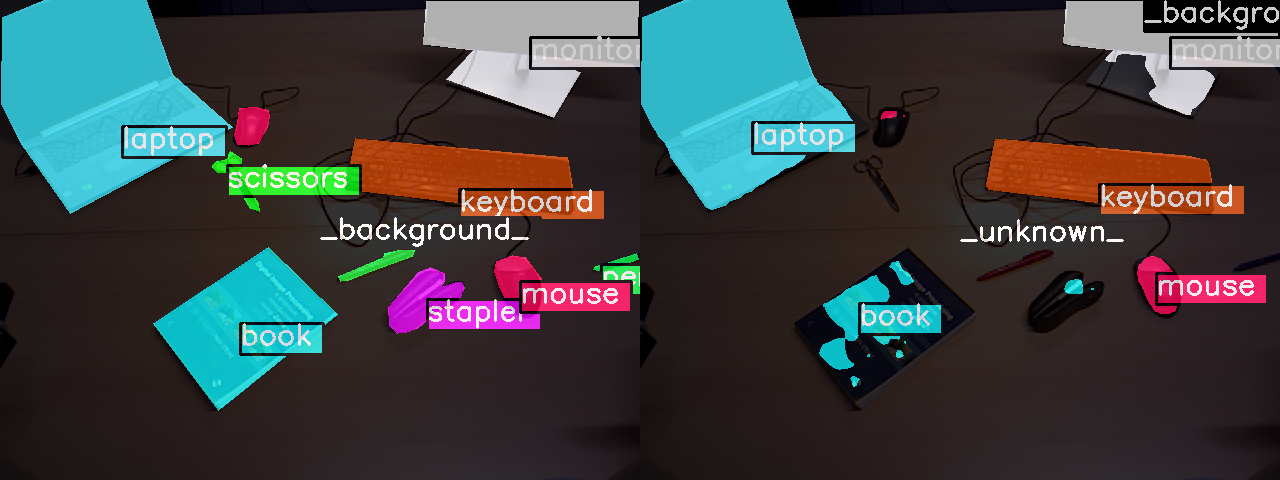 monitor
laptop
scissors
keyboard
_background_
pe
mouse
stapler
book
_backgro
monitor
laptop
keyboard
_unknown_
mouse
book